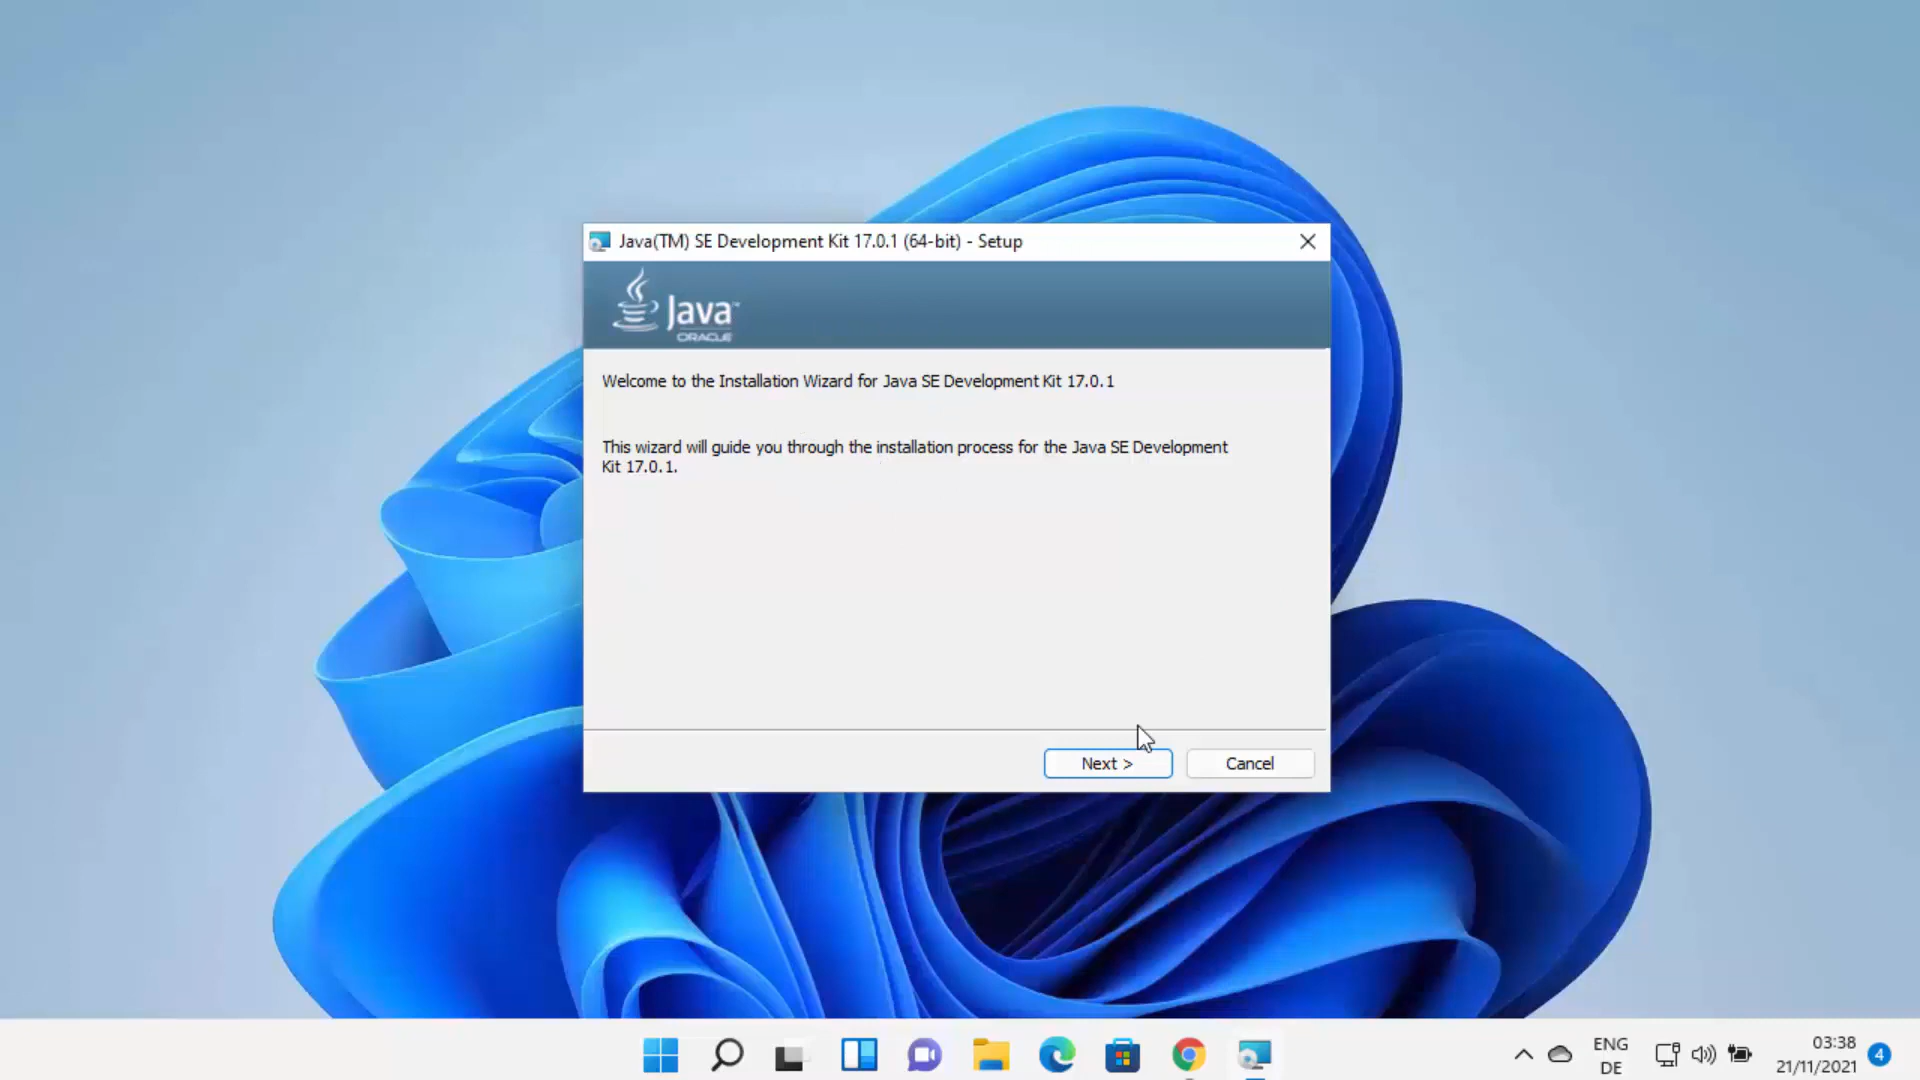 Java(TM) SE Development Kit 17.0.1 (64-bit) - Setup
Java™
ORACLE
Welcome to the Installation Wizard for Java SE Development Kit 17.0.1
This wizard will guide you through the installation process for the Java SE Development
Kit 17.0.1.
Next >
Cancel
ENG
DE
03:38
21/11/2021
4